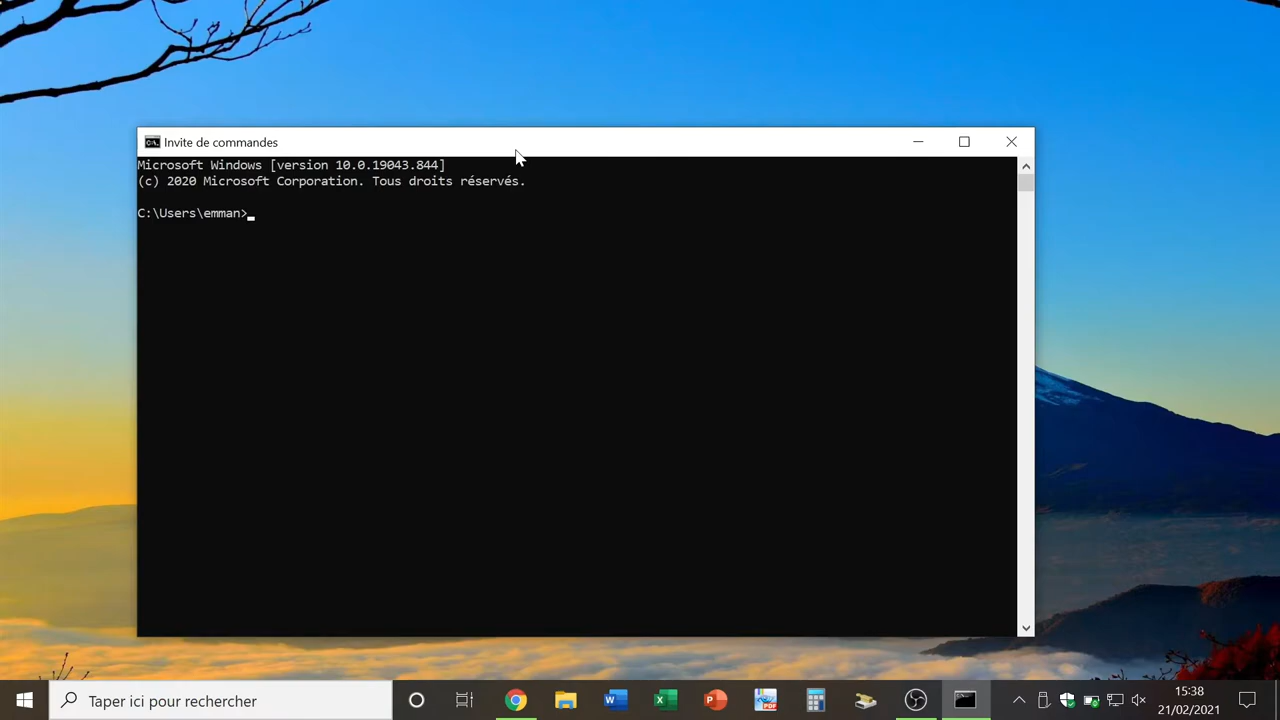 Invite de commandes
Microsoft Windows [version 10.0.19043.844]
(c) 2020 Microsoft Corporation. Tous droits réservés.
C:\Users\emman>
Taper ici pour rechercher
15:38
21/02/2021